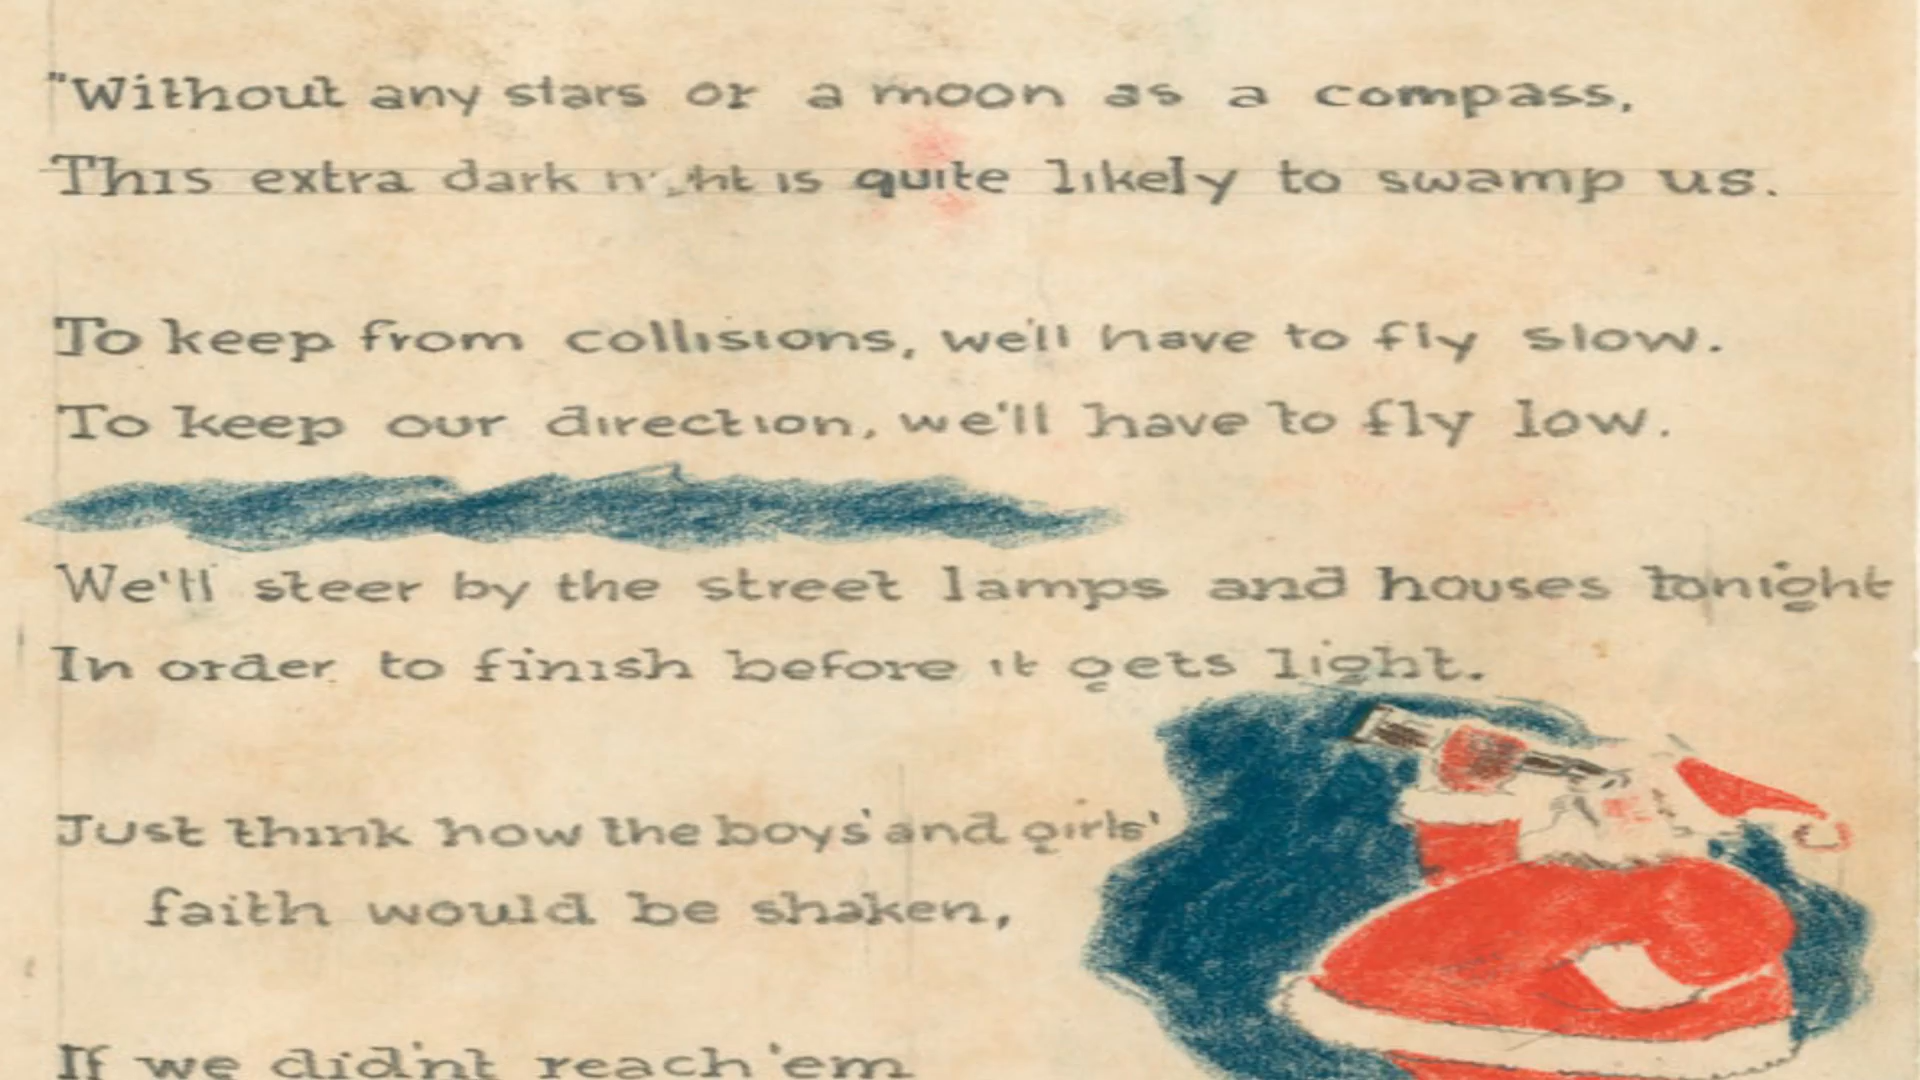 "Without any stars or a moon as a compass,
This extra dark night is quite likely to swamp us.
To keep from collisions, we'll have to fly slow.
To keep our direction, we'll have to fly low.
We'll steer by the street lamps and houses tonight
In order to finish before it gets light.
Just think how the boys' and girls'
faith would be shaken,
If we did'nt reach 'em